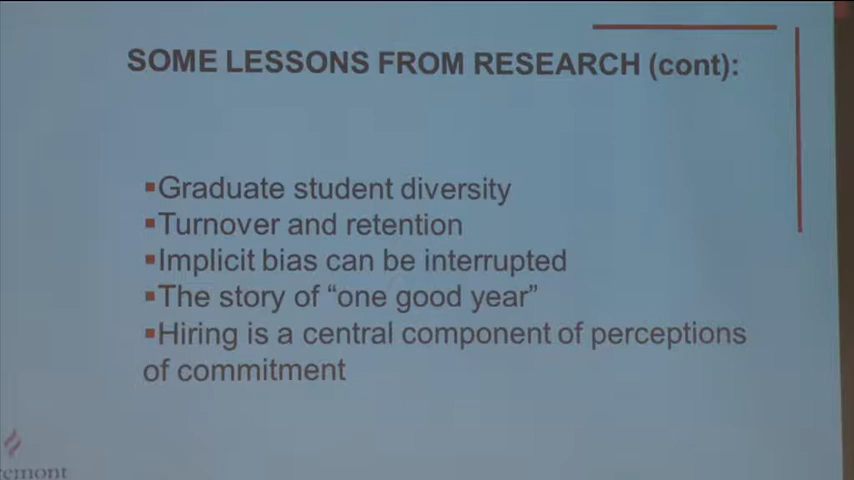 SOME LESSONS FROM RESEARCH (cont):
▪Graduate student diversity
▪Turnover and retention
▪Implicit bias can be interrupted
▪The story of “one good year”
▪Hiring is a central component of perceptions
of commitment
emont